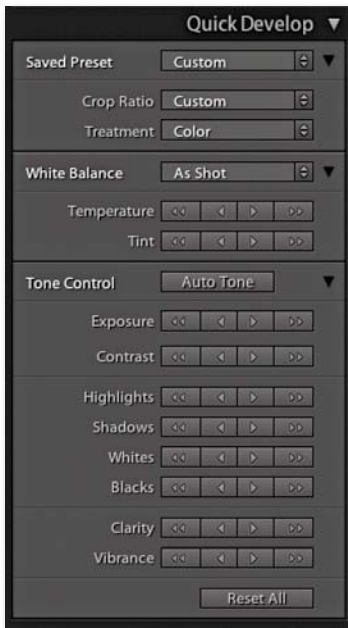 Quick Develop
Saved Preset Custom
Crop Ratio Custom
Treatment Color
White Balance As Shot
Temperature
Tint
Tone Control Auto Tone
Exposure
Contrast
Highlights
Shadows
Whites
Blacks
Clarity
Vibrance
Reset All